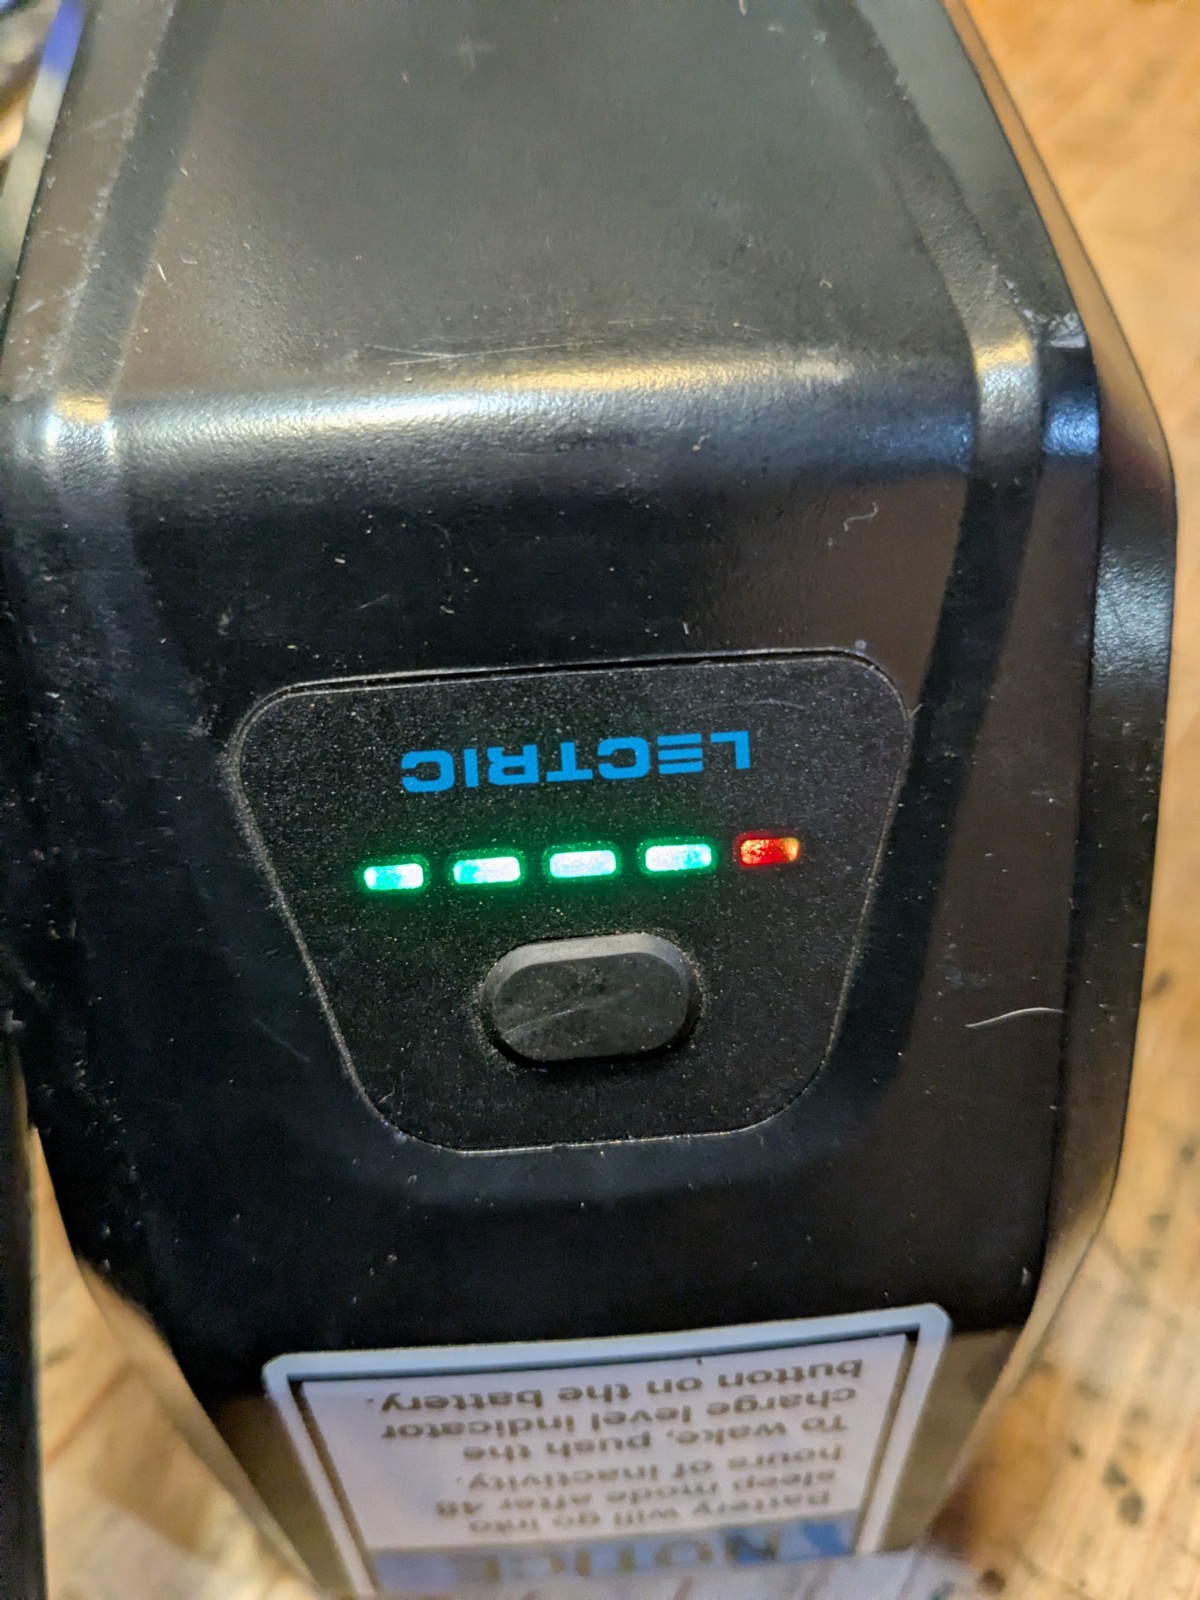 LECTRIC
NOTICE
Battery will go into
sleep mode after 48
hours of inactivity.
To wake, push the
charge level indicator
button on the battery.